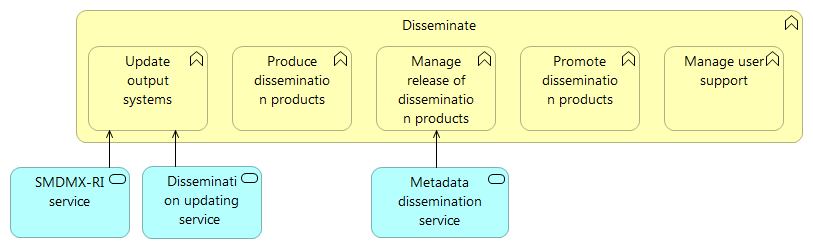 Disseminate
Update
output
systems
Produce
disseminatio
n products
Manage
release of
disseminatio
n products
Promote
disseminatio
n products
Manage user
support
SMDMX-RI
service
Disseminati
on updating
service
Metadata
dissemination
service